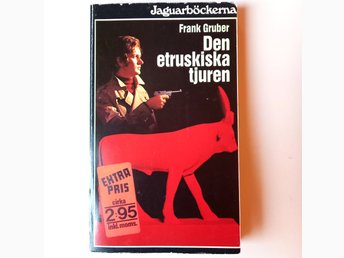 Jaguarböckerna
Frank Gruber
Den
etruskiska
tjuren
EXTRA
PRIS
cirka
2:95
inkl. moms.